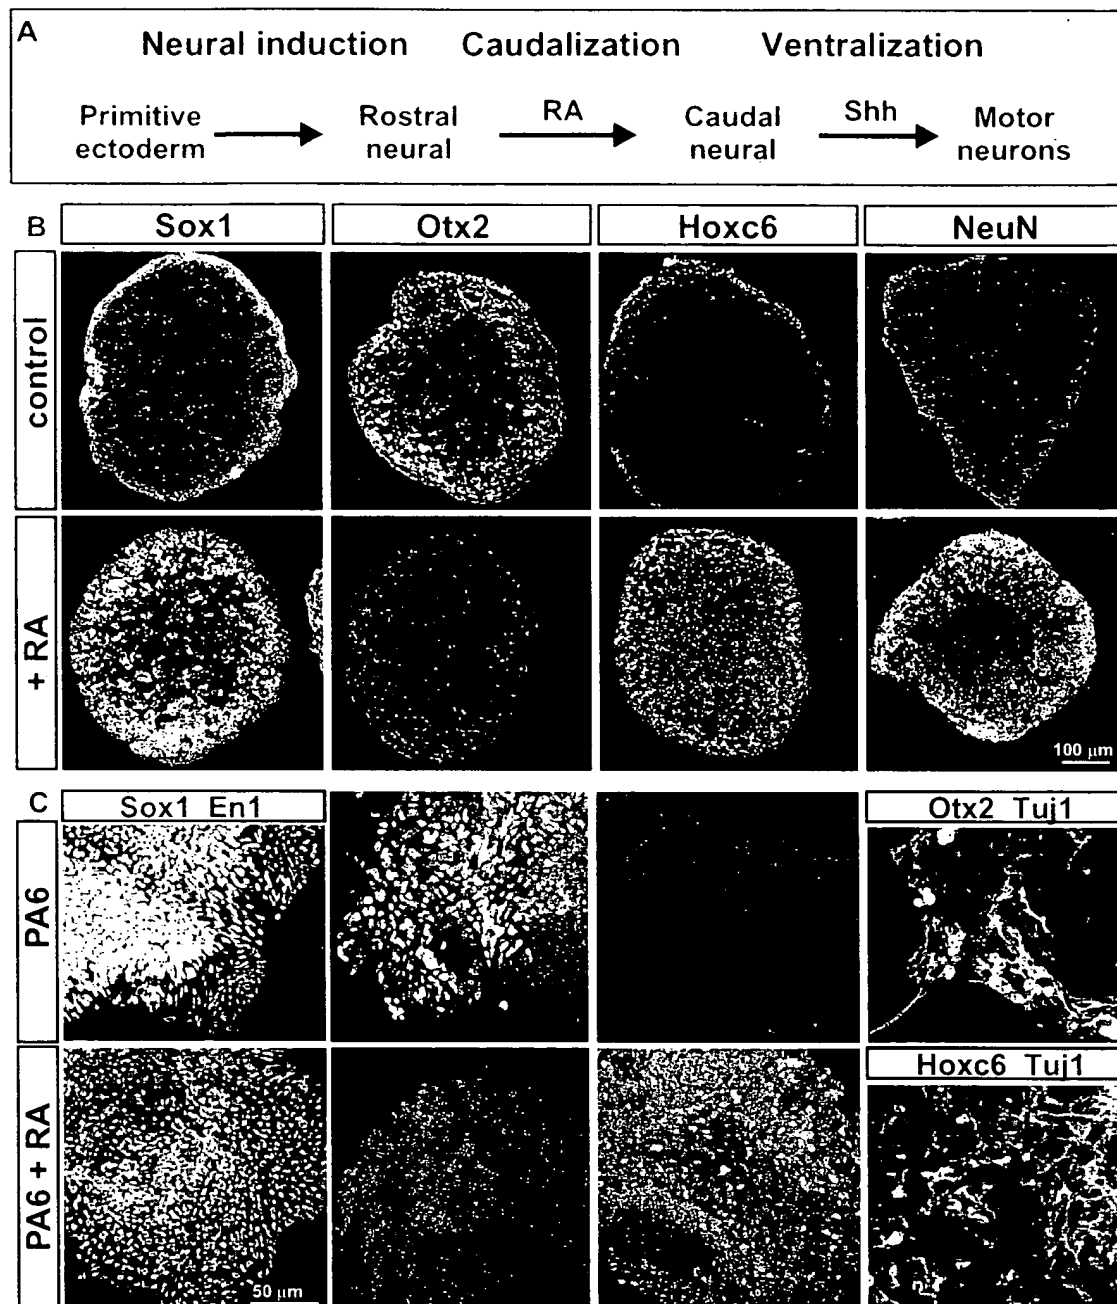 A
Neural induction Caudalization Ventralization
Primitive ectoderm
Rostral neural
RA
Caudal neural
Shh
Motor neurons
B
Sox1 Otx2 Hoxc6 NeuN
control
+ RA
100 µm
C
Sox1 En1
Otx2 Tuj1
PA6
Hoxc6 Tuj1
PA6 + RA
50 µm